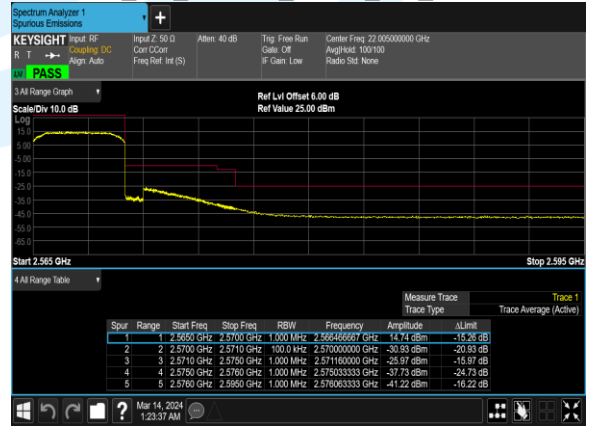 Spectrum Analyzer 1
Spurious Emissions
+
KEYSIGHT Input: RF Input Z: 50 Ω Atten: 40 dB Trig: Free Run Center Freq: 22.005000000 GHz
R T Coupling: DC Corr CCorr Gate: Off Avg|Hold: 100/100
Align: Auto Freq Ref: Int (S) IF Gain: Low Radio Std: None
PASS
3 All Range Graph
Ref Lvl Offset 6.00 dB
Scale/Div 10.0 dB Ref Value 25.00 dBm
Log
15.0
5.00
-5.00
-15.0
-25.0
-35.0
-45.0
-55.0
-65.0
Start 2.565 GHz Stop 2.595 GHz
4 All Range Table
Measure Trace Trace 1
Trace Type Trace Average (Active)
Spur Range Start Freq Stop Freq RBW Frequency Amplitude ΔLimit
1 1 2.5650 GHz 2.5700 GHz 1.000 MHz 2.566466667 GHz 14.74 dBm -15.26 dB
2 2 2.5700 GHz 2.5710 GHz 100.0 kHz 2.570000000 GHz -30.93 dBm -20.93 dB
3 3 2.5710 GHz 2.5750 GHz 1.000 MHz 2.571160000 GHz -25.97 dBm -15.97 dB
4 4 2.5750 GHz 2.5760 GHz 1.000 MHz 2.575033333 GHz -37.73 dBm -24.73 dB
5 5 2.5760 GHz 2.5950 GHz 1.000 MHz 2.576063333 GHz -41.22 dBm -16.22 dB
? Mar 14, 2024
1:23:37 AM